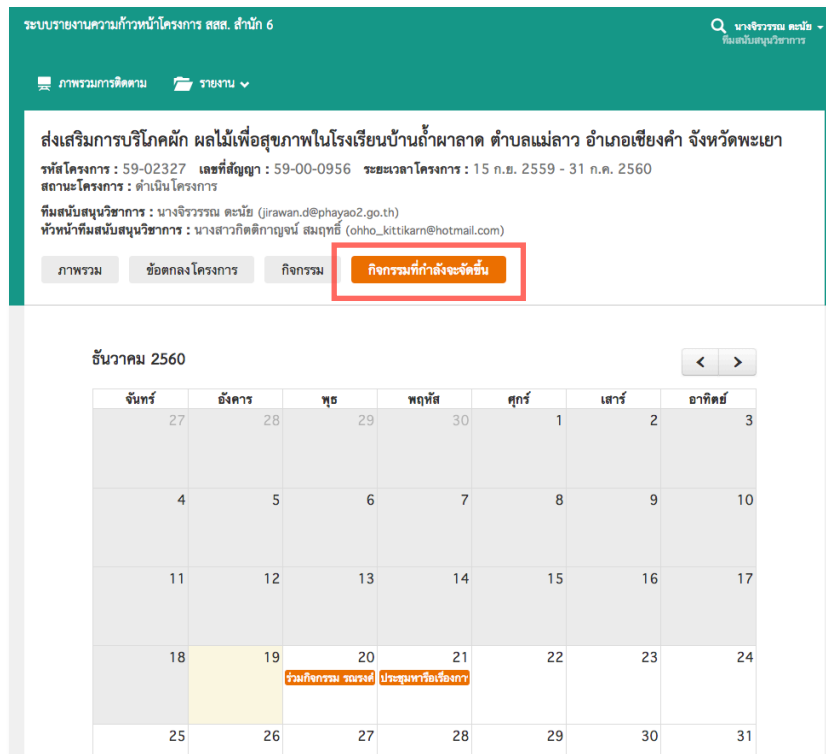 ระบบรายงานความก้าวหน้าโครงการ สสส. สำนัก 6
นางจิรวรรณ ตะนัย
ทีมสนับสนุนวิชาการ
ภาพรวมการติดตาม รายงาน
ส่งเสริมการบริโภคผัก ผลไม้เพื่อสุขภาพในโรงเรียนบ้านถ้ำผาลาด ตำบลแม่ลาว อำเภอเชียงคำ จังหวัดพะเยา
รหัสโครงการ : 59-02327 เลขที่สัญญา : 59-00-0956 ระยะเวลาโครงการ : 15 ก.ย. 2559 - 31 ก.ค. 2560
สถานะโครงการ : ดำเนินโครงการ
ทีมสนับสนุนวิชาการ : นางจิรวรรณ ตะนัย (jirawan.d@phayao2.go.th)
หัวหน้าทีมสนับสนุนวิชาการ : นางสาวกิตติกาญจน์ สมฤทธิ์ (ohho_kittikarn@hotmail.com)
ภาพรวม ข้อตกลงโครงการ กิจกรรม กิจกรรมที่กำลังจะจัดขึ้น
ธันวาคม 2560
จันทร์ อังคาร พุธ พฤหัส ศุกร์ เสาร์ อาทิตย์
27 28 29 30 1 2 3
4 5 6 7 8 9 10
11 12 13 14 15 16 17
18 19 20 21 22 23 24
ร่วมกิจกรรม รณรงค์ ประชุมหารือเรื่องกา
25 26 27 28 29 30 31